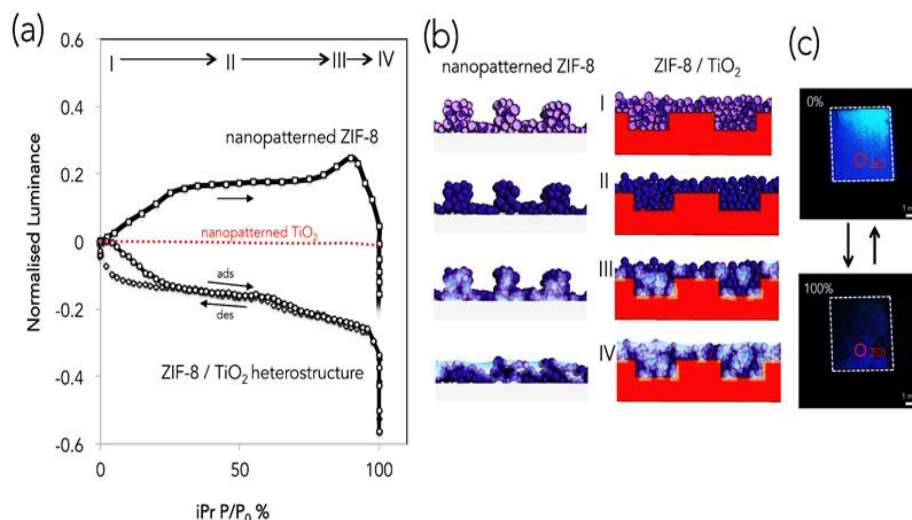 (a)
0.6
0.4
0.2
0
-0.2
-0.4
-0.6
Normalised Luminance
I II III IV
nanopatterned ZIF-8
nanopatterned TiO2
ads
des
ZIF-8 / TiO2 heterostructure
0 50 100
iPr P/P0 %
(b)
nanopatterned ZIF-8
ZIF-8 / TiO2
I
II
III
IV
(c)
0%
1 m
100%
1 m